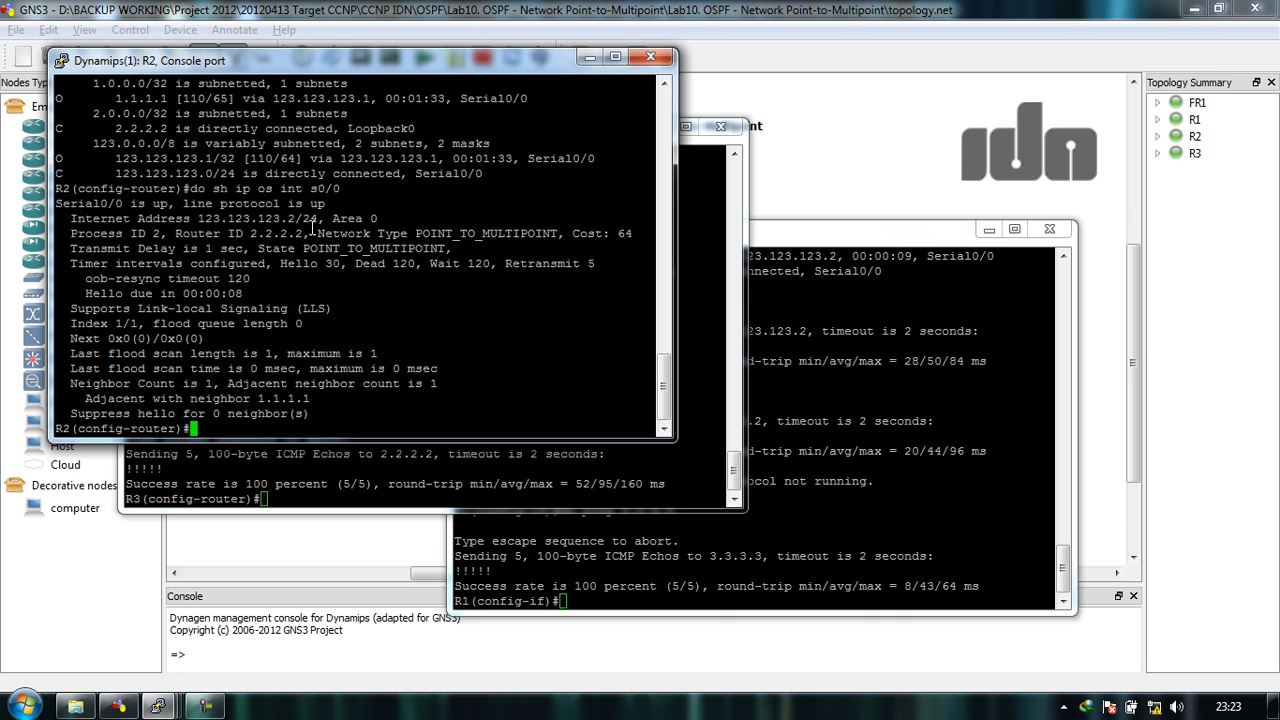 GNS3 - D:\BACKUP WORKING\Project 2012\20120413 Target CCNP\CCNP IDN\OSPF\Lab10. OSPF - Network Point-to-Multipoint\Lab10. OSPF - Network Point-to-Multipoint\topology.net
File Edit View Control Device Annotate Help
Nodes Types
Dynamips(1): R2, Console port
1.0.0.0/32 is subnetted, 1 subnets
O 1.1.1.1 [110/65] via 123.123.123.1, 00:01:33, Serial0/0
2.0.0.0/32 is subnetted, 1 subnets
C 2.2.2.2 is directly connected, Loopback0
123.0.0.0/8 is variably subnetted, 2 subnets, 2 masks
O 123.123.123.1/32 [110/64] via 123.123.123.1, 00:01:33, Serial0/0
C 123.123.123.0/24 is directly connected, Serial0/0
R2(config-router)#do sh ip os int s0/0
Serial0/0 is up, line protocol is up
Internet Address 123.123.123.2/24, Area 0
Process ID 2, Router ID 2.2.2.2, Network Type POINT_TO_MULTIPOINT, Cost: 64
Transmit Delay is 1 sec, State POINT_TO_MULTIPOINT,
Timer intervals configured, Hello 30, Dead 120, Wait 120, Retransmit 5
oob-resync timeout 120
Hello due in 00:00:08
Supports Link-local Signaling (LLS)
Index 1/1, flood queue length 0
Next 0x0(0)/0x0(0)
Last flood scan length is 1, maximum is 1
Last flood scan time is 0 msec, maximum is 0 msec
Neighbor Count is 1, Adjacent neighbor count is 1
Adjacent with neighbor 1.1.1.1
Suppress hello for 0 neighbor(s)
R2(config-router)#
Sending 5, 100-byte ICMP Echos to 2.2.2.2, timeout is 2 seconds:
!!!!!
Success rate is 100 percent (5/5), round-trip min/avg/max = 52/95/160 ms
R3(config-router)#
23.123.2, 00:00:09, Serial0/0
nnected, Serial0/0
3.123.2, timeout is 2 seconds:
d-trip min/avg/max = 28/50/84 ms
.2, timeout is 2 seconds:
d-trip min/avg/max = 20/44/96 ms
ocol not running.
Type escape sequence to abort.
Sending 5, 100-byte ICMP Echos to 3.3.3.3, timeout is 2 seconds:
!!!!!
Success rate is 100 percent (5/5), round-trip min/avg/max = 8/43/64 ms
R1(config-if)#
idn
Topology Summary
FR1
R1
R2
R3
Cloud
Decorative nodes
computer
Console
Dynagen management console for Dynamips (adapted for GNS3)
Copyright (c) 2006-2012 GNS3 Project
=>
23:23